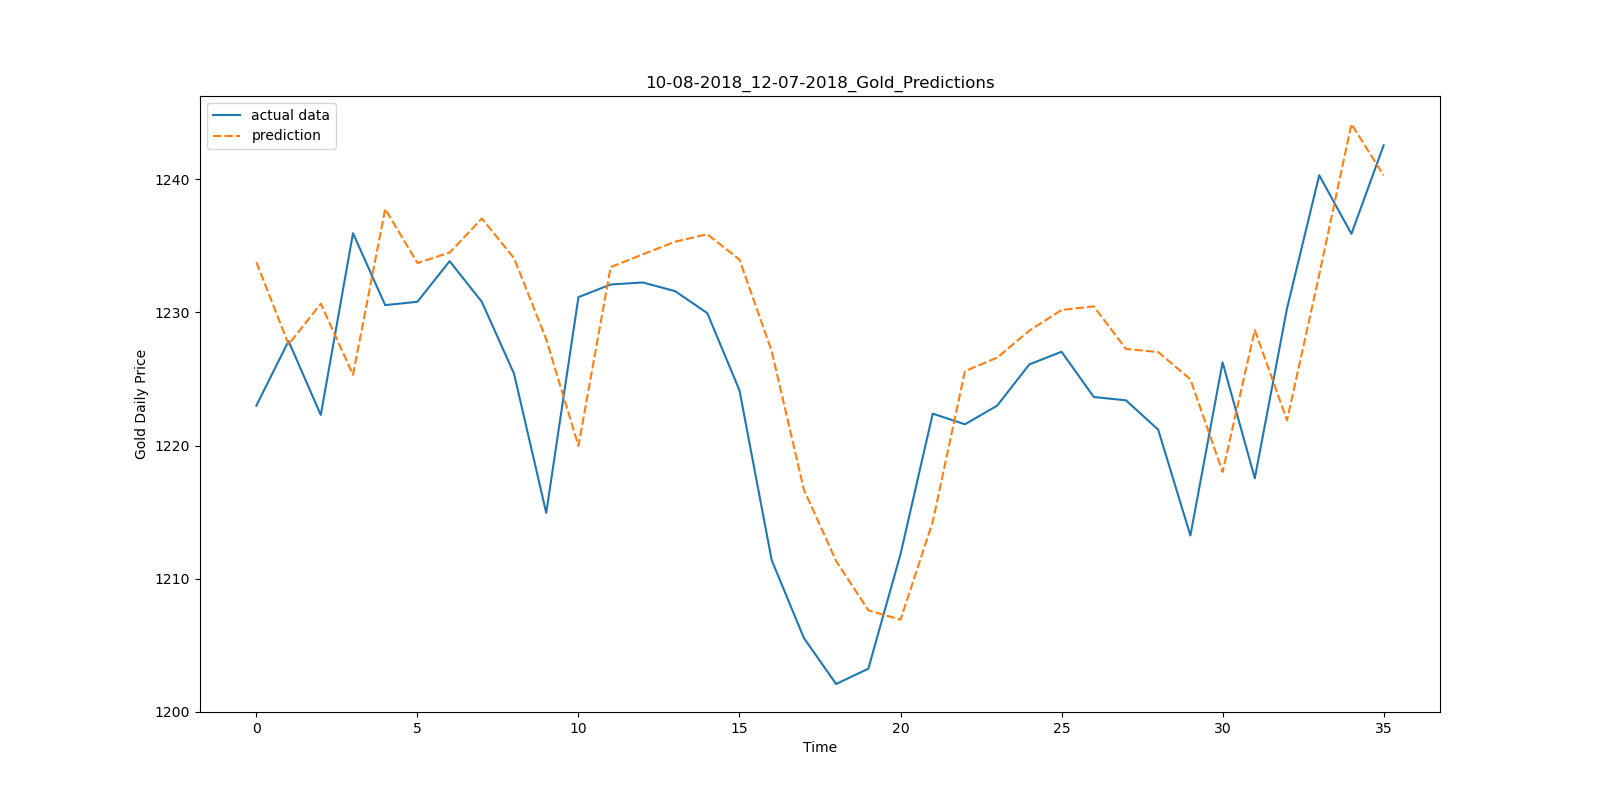 10-08-2018_12-07-2018_Gold_Predictions
actual data
prediction
Gold Daily Price
1240
1230
1220
1210
1200
0 5 10 15 20 25 30 35
Time